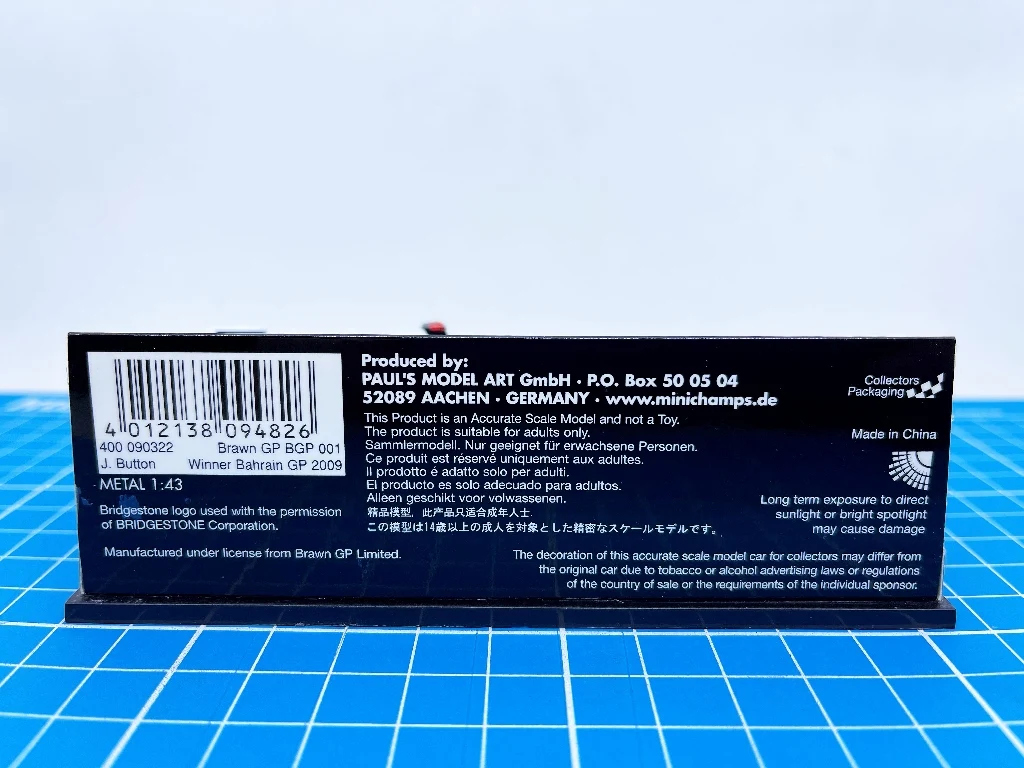 4 012138 094826
400 090322 Brawn GP BGP 001
J. Button Winner Bahrain GP 2009
METAL 1:43
Bridgestone logo used with the permission
of BRIDGESTONE Corporation.
Manufactured under license from Brawn GP Limited.
Produced by:
PAUL'S MODEL ART GmbH · P.O. Box 50 05 04
52089 AACHEN · GERMANY · www.minichamps.de
This Product is an Accurate Scale Model and not a Toy.
The product is suitable for adults only.
Sammlermodell. Nur geeignet für erwachsene Personen.
Ce produit est réservé uniquement aux adultes.
Il prodotto é adatto solo per adulti.
El producto es solo adecuado para adultos.
Alleen geschikt voor volwassenen.
精品模型，此产品只适合成年人士.
この模型は14歳以上の成人を対象とした精密なスケールモデルです。
Collectors
Packaging
Made in China
Long term exposure to direct
sunlight or bright spotlight
may cause damage
The decoration of this accurate scale model car for collectors may differ from
the original car due to tobacco or alcohol advertising laws or regulations
of the country of sale or the requirements of the individual sponsor.